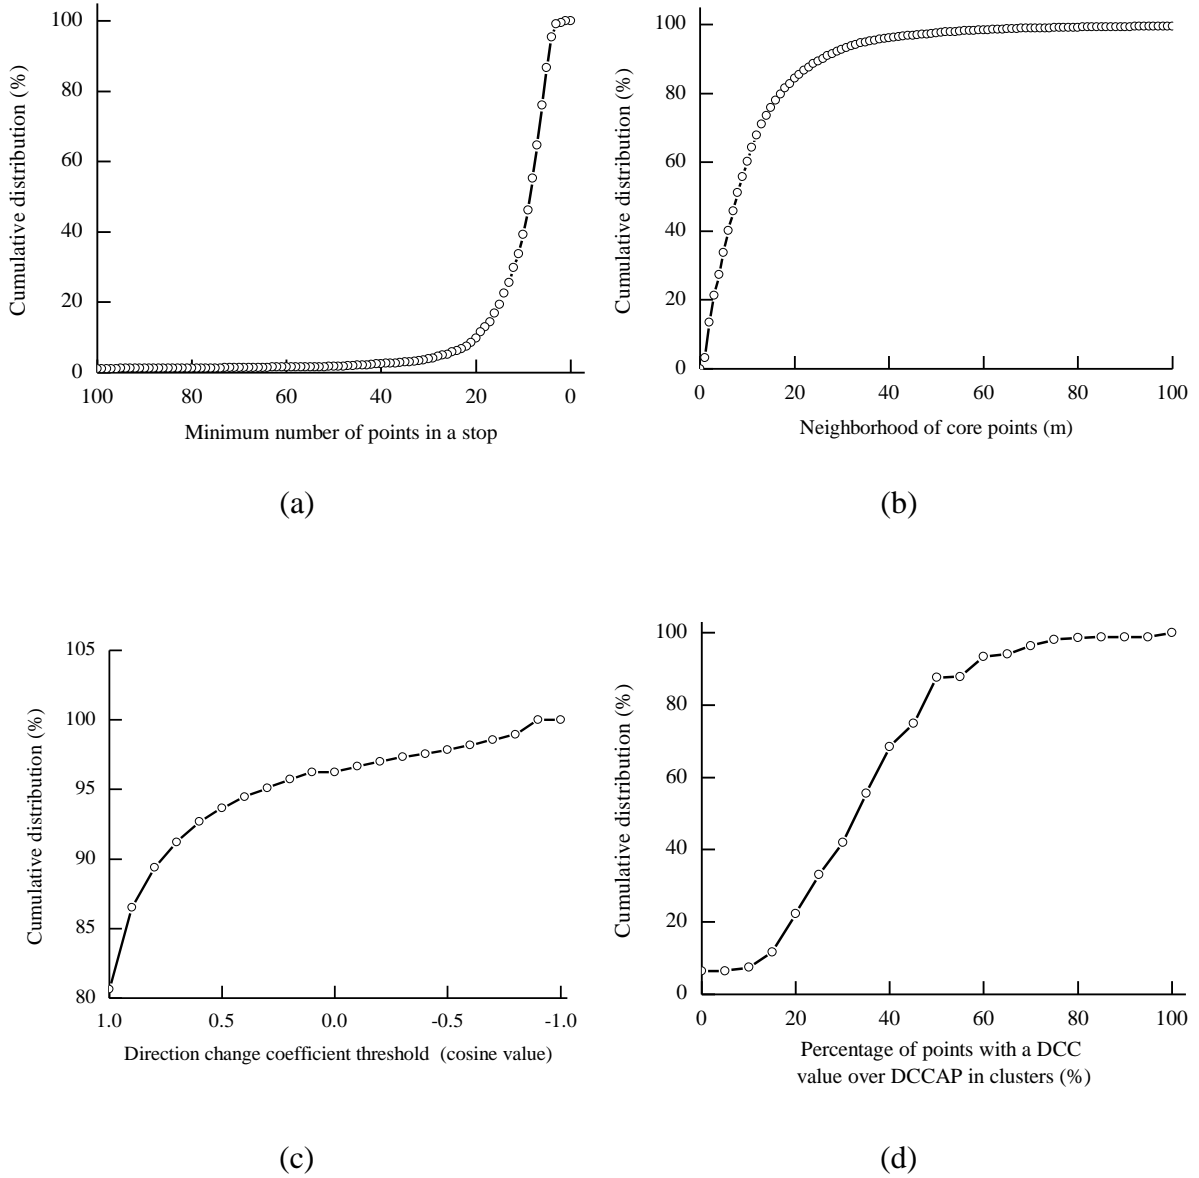 100
80
60
40
20
0
Cumulative distribution (%)
100 80 60 40 20 0
Minimum number of points in a stop
(a)
100
80
60
40
20
0
Cumulative distribution (%)
0 20 40 60 80 100
Neighborhood of core points (m)
(b)
105
100
95
90
85
80
Cumulative distribution (%)
1.0 0.5 0.0 -0.5 -1.0
Direction change coefficient threshold (cosine value)
(c)
100
80
60
40
20
0
Cumulative distribution (%)
0 20 40 60 80 100
Percentage of points with a DCC
value over DCCAP in clusters (%)
(d)